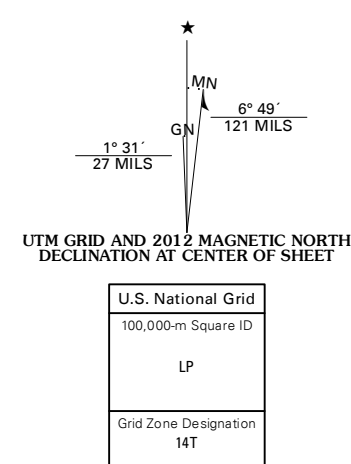 ★
MN
GN
6° 49´
121 MILS
1° 31´
27 MILS
UTM GRID AND 2012 MAGNETIC NORTH
DECLINATION AT CENTER OF SHEET
U.S. National Grid
100,000-m Square ID
LP
Grid Zone Designation
14T